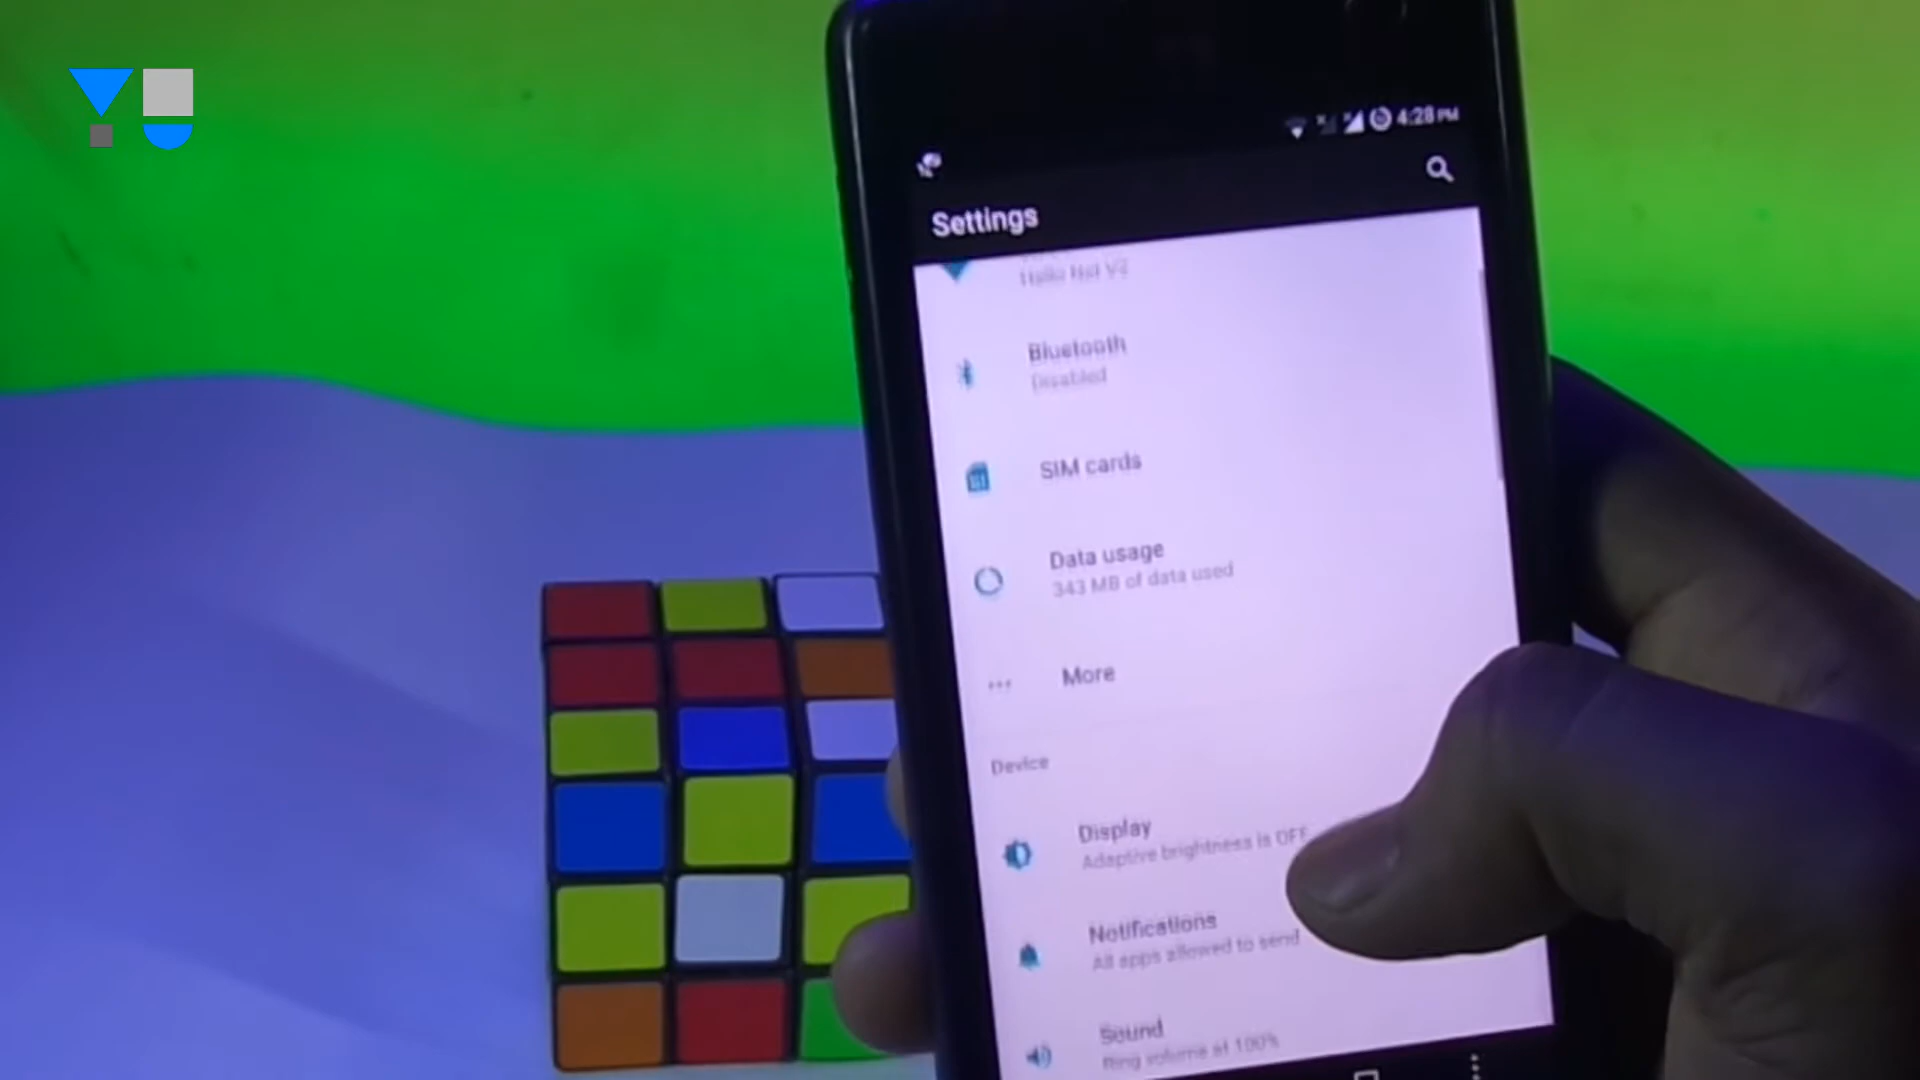 YU
4:28 PM
Settings
Bluetooth
Disabled
SIM cards
Data usage
343 MB of data used
More
Device
Display
Adaptive brightness is OFF
Notifications
All apps allowed to send
Sound
Ring volume at 100%